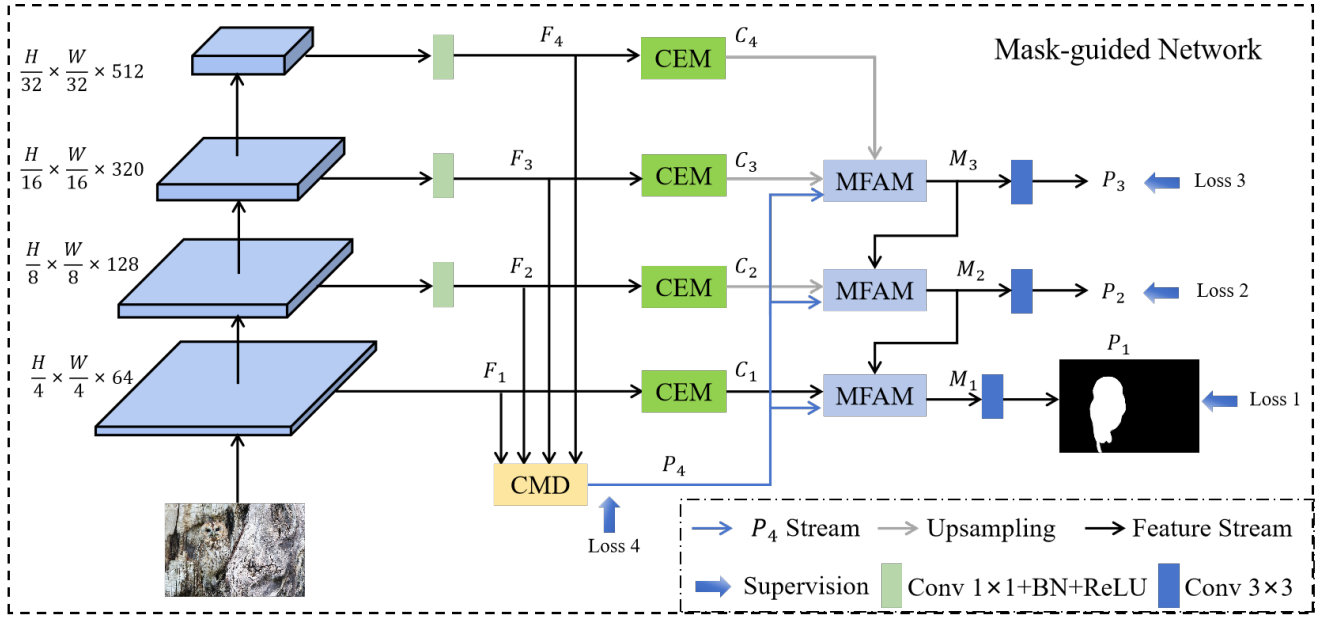 Mask-guided Network
H/32 × W/32 × 512
F₄
CEM
C₄
H/16 × W/16 × 320
F₃
CEM
C₃
MFAM
M₃
P₃
Loss 3
H/8 × W/8 × 128
F₂
CEM
C₂
MFAM
M₂
P₂
Loss 2
H/4 × W/4 × 64
F₁
CEM
C₁
MFAM
M₁
P₁
Loss 1
CMD
P₄
Loss 4
P₄ Stream
Upsampling
Feature Stream
Supervision
Conv 1×1+BN+ReLU
Conv 3×3